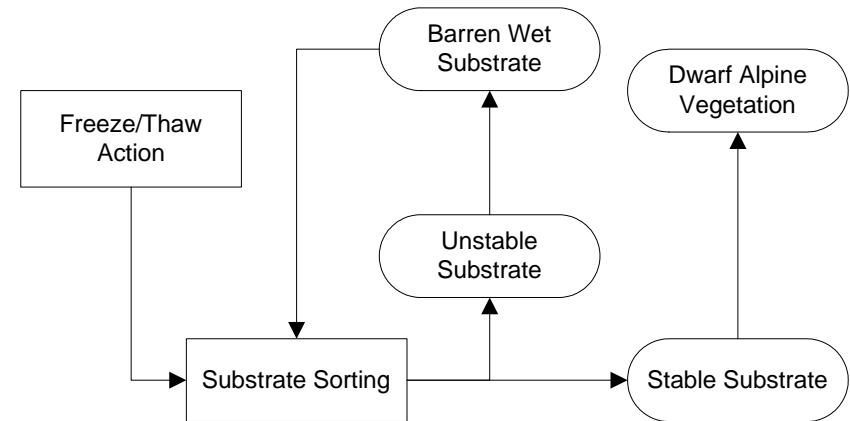 Barren Wet
Substrate
Dwarf Alpine
Vegetation
Freeze/Thaw
Action
Unstable
Substrate
Substrate Sorting
Stable Substrate